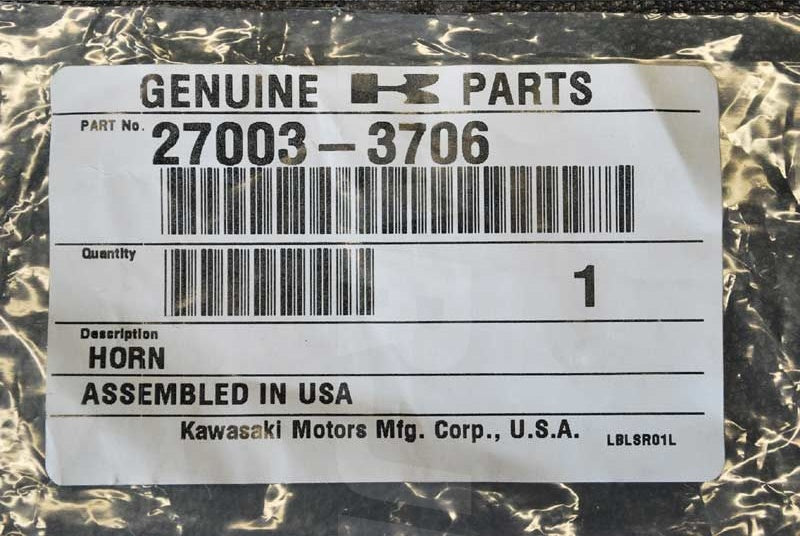 GENUINE K PARTS
PART No. 27003-3706
Quantity 1
Description
HORN
ASSEMBLED IN USA
Kawasaki Motors Mfg. Corp., U.S.A. LBLSR01L